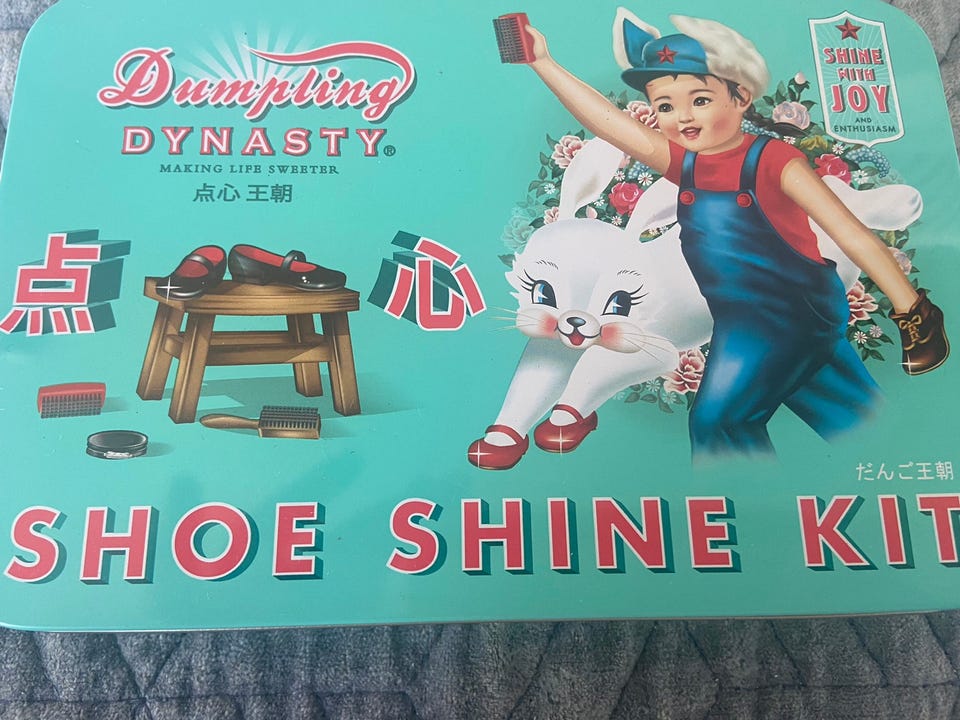 Dumpling
DYNASTY®
MAKING LIFE SWEETER
点心 王朝
SHINE
WITH
JOY
AND
ENTHUSIASM
点 心
だんご王朝
SHOE SHINE KIT